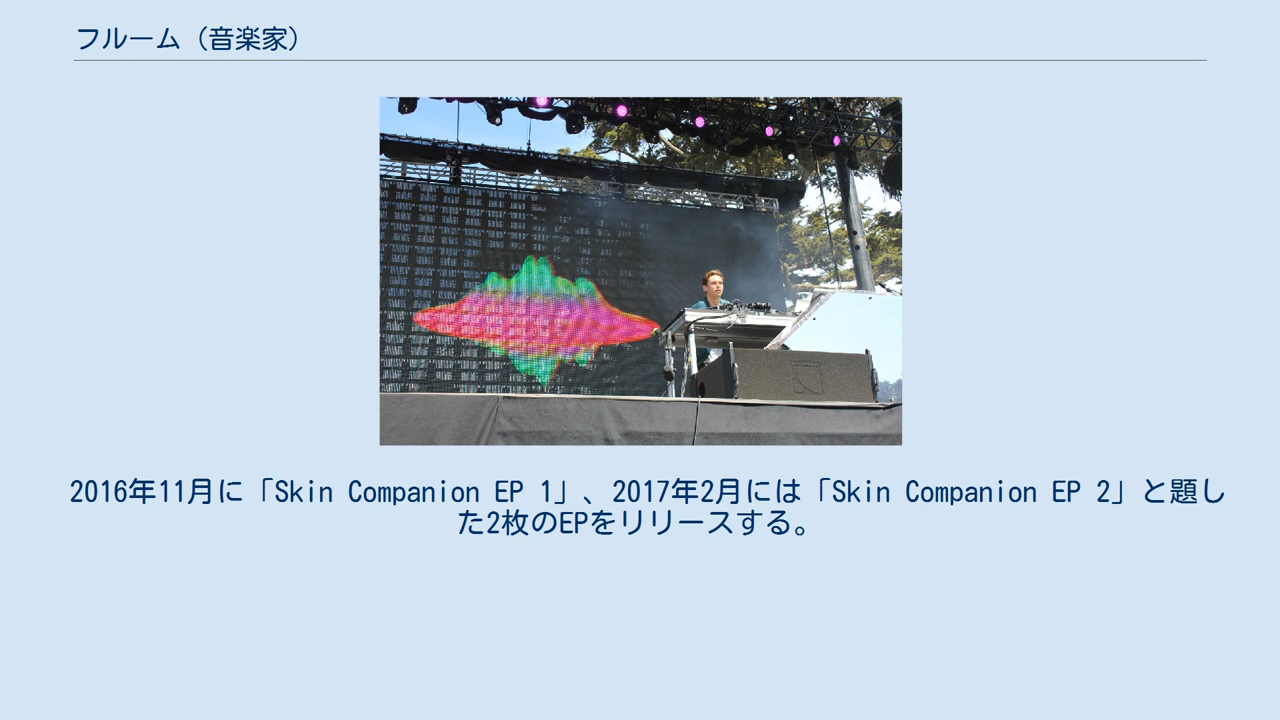 フルーム（音楽家）
2016年11月に「Skin Companion EP 1」、2017年2月には「Skin Companion EP 2」と題し
た2枚のEPをリリースする。